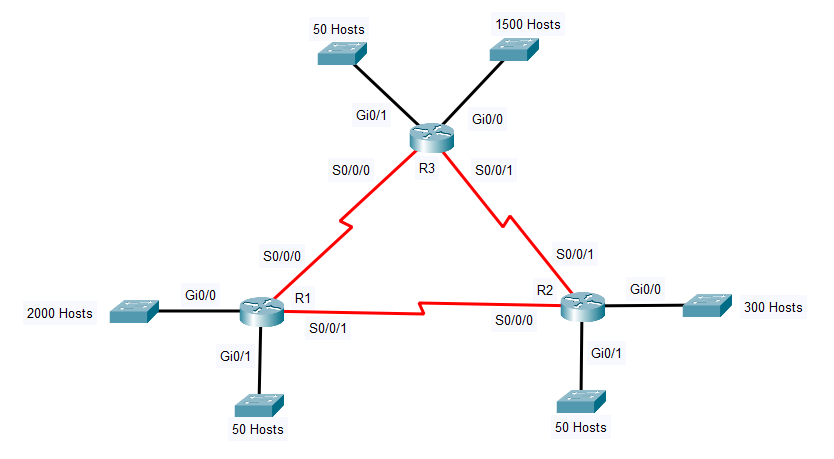 1500 Hosts
50 Hosts
Gi0/1
Gi0/0
S0/0/0
R3
S0/0/1
S0/0/0
S0/0/1
Gi0/0
R1
R2
Gi0/0
2000 Hosts
S0/0/1
S0/0/0
300 Hosts
Gi0/1
Gi0/1
50 Hosts
50 Hosts